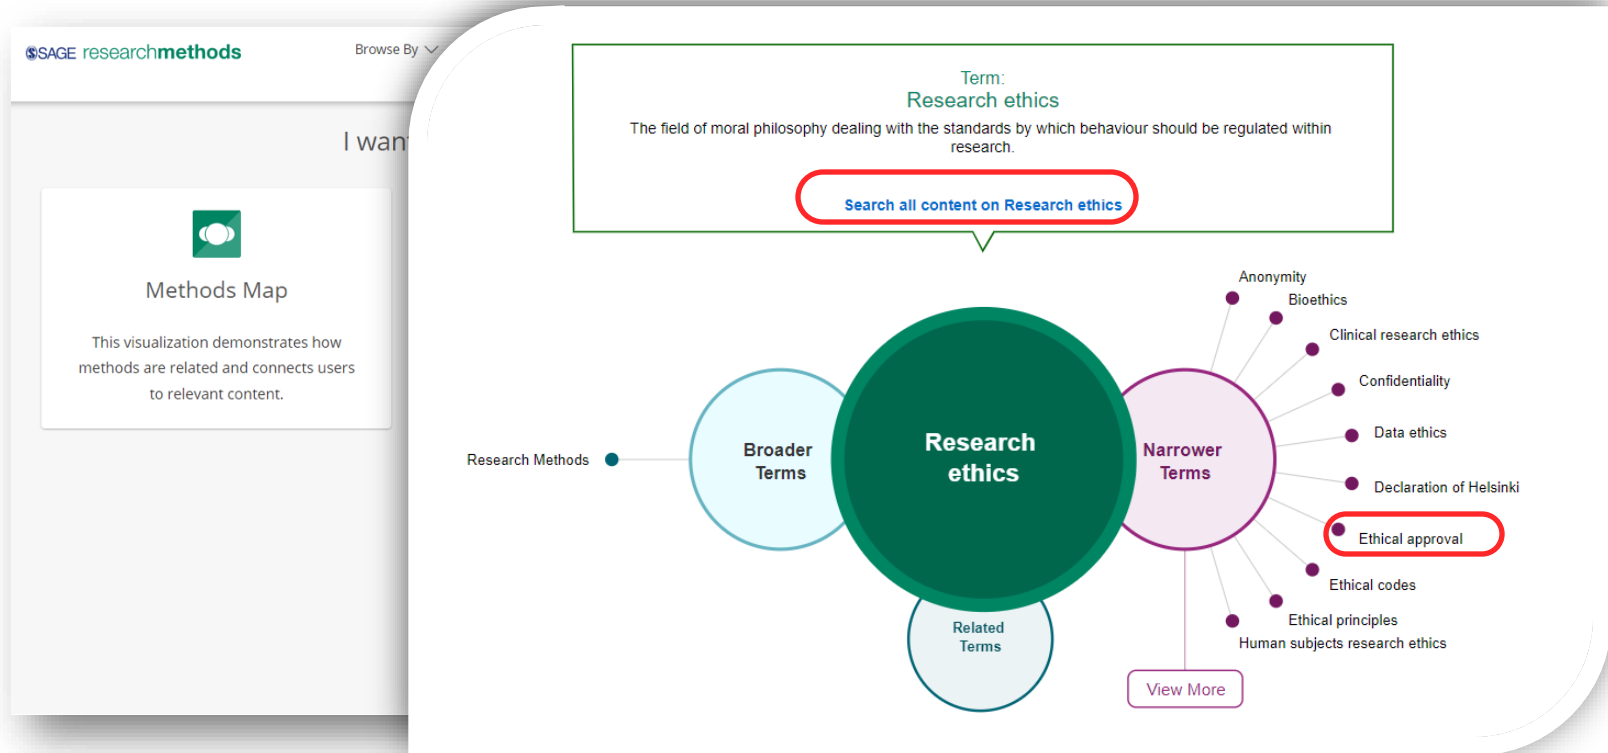 SAGE researchmethods
Browse By
I want
Methods Map
This visualization demonstrates how
methods are related and connects users
to relevant content.
Term:
Research ethics
The field of moral philosophy dealing with the standards by which behaviour should be regulated within
research.
Search all content on Research ethics
Research Methods
Broader
Terms
Research
ethics
Narrower
Terms
Related
Terms
Anonymity
Bioethics
Clinical research ethics
Confidentiality
Data ethics
Declaration of Helsinki
Ethical approval
Ethical codes
Ethical principles
Human subjects research ethics
View More